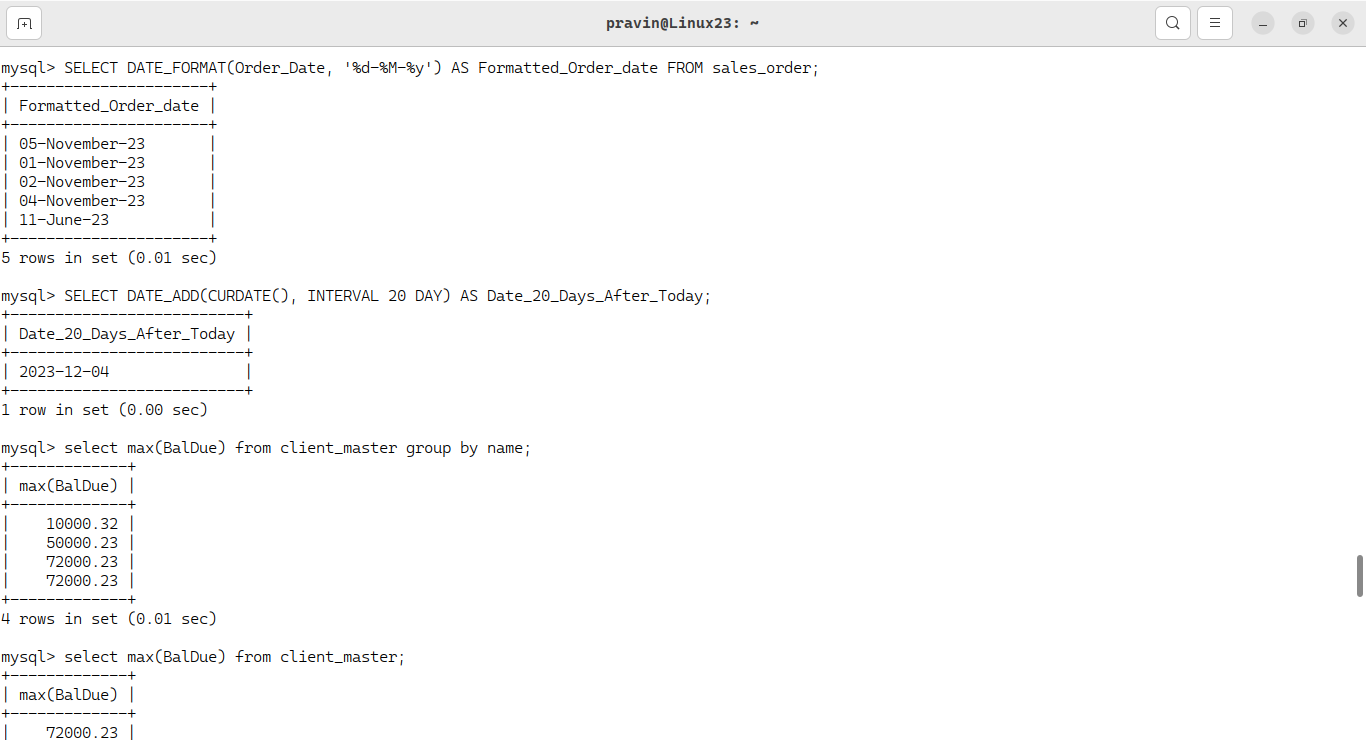 pravin@Linux23: ~
mysql> SELECT DATE_FORMAT(Order_Date, '%d-%M-%y') AS Formatted_Order_date FROM sales_order;
+----------------------+
| Formatted_Order_date |
+----------------------+
| 05-November-23       |
| 01-November-23       |
| 02-November-23       |
| 04-November-23       |
| 11-June-23           |
+----------------------+
5 rows in set (0.01 sec)
mysql> SELECT DATE_ADD(CURDATE(), INTERVAL 20 DAY) AS Date_20_Days_After_Today;
+--------------------------+
| Date_20_Days_After_Today |
+--------------------------+
| 2023-12-04               |
+--------------------------+
1 row in set (0.00 sec)
mysql> select max(BalDue) from client_master group by name;
+-------------+
| max(BalDue) |
+-------------+
|    10000.32 |
|    50000.23 |
|    72000.23 |
|    72000.23 |
+-------------+
4 rows in set (0.01 sec)
mysql> select max(BalDue) from client_master;
+-------------+
| max(BalDue) |
+-------------+
|    72000.23 |